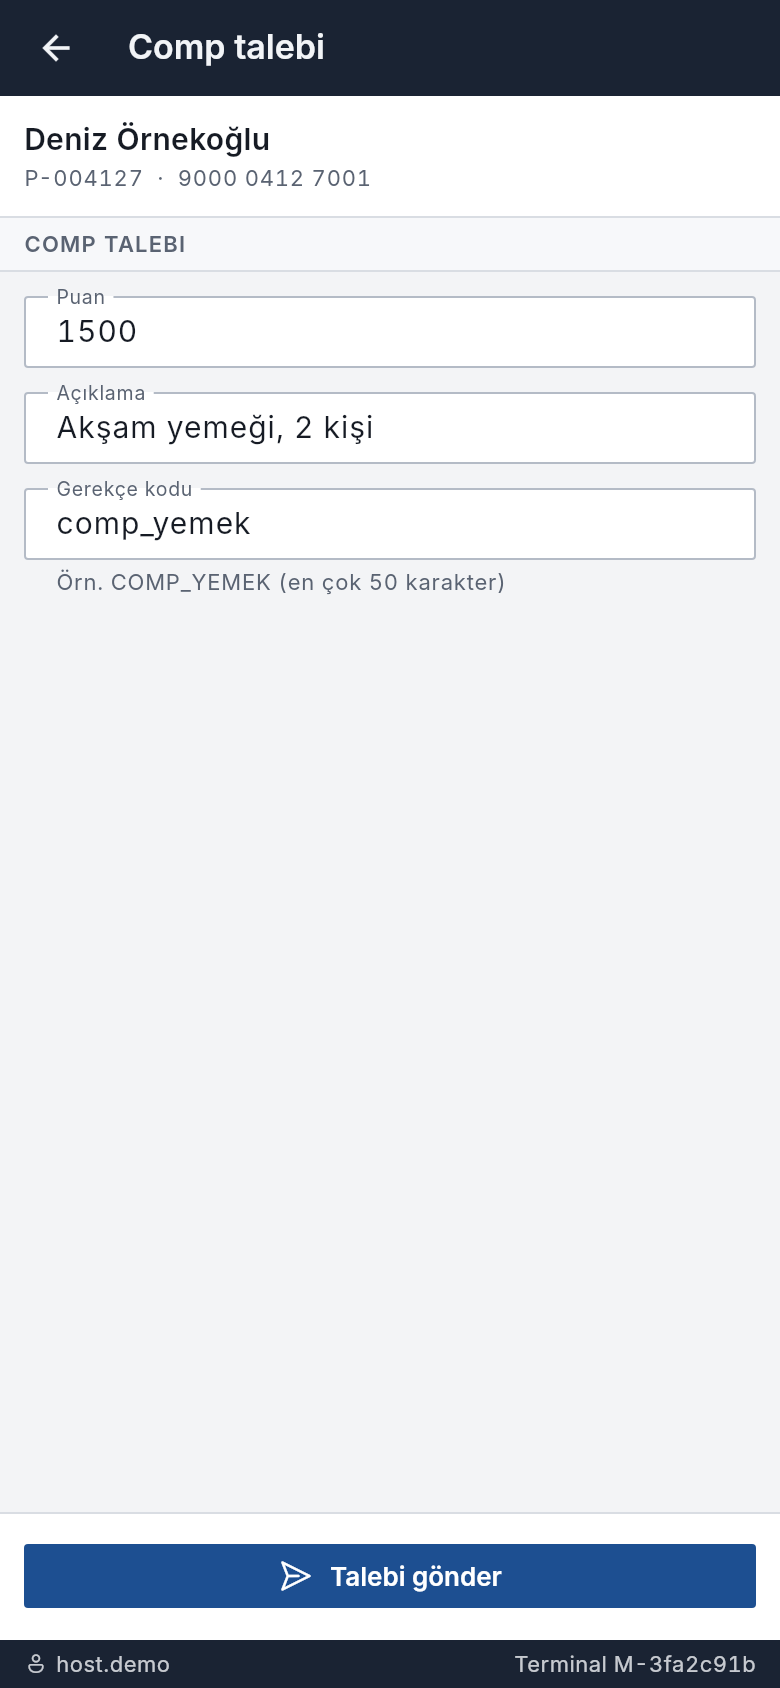 Comp talebi
Deniz Örnekoğlu
P-004127 · 9000 0412 7001
COMP TALEBI
Puan
1500
Açıklama
Akşam yemeği, 2 kişi
Gerekçe kodu
comp_yemek
Örn. COMP_YEMEK (en çok 50 karakter)
Talebi gönder
host.demo
Terminal M-3fa2c91b